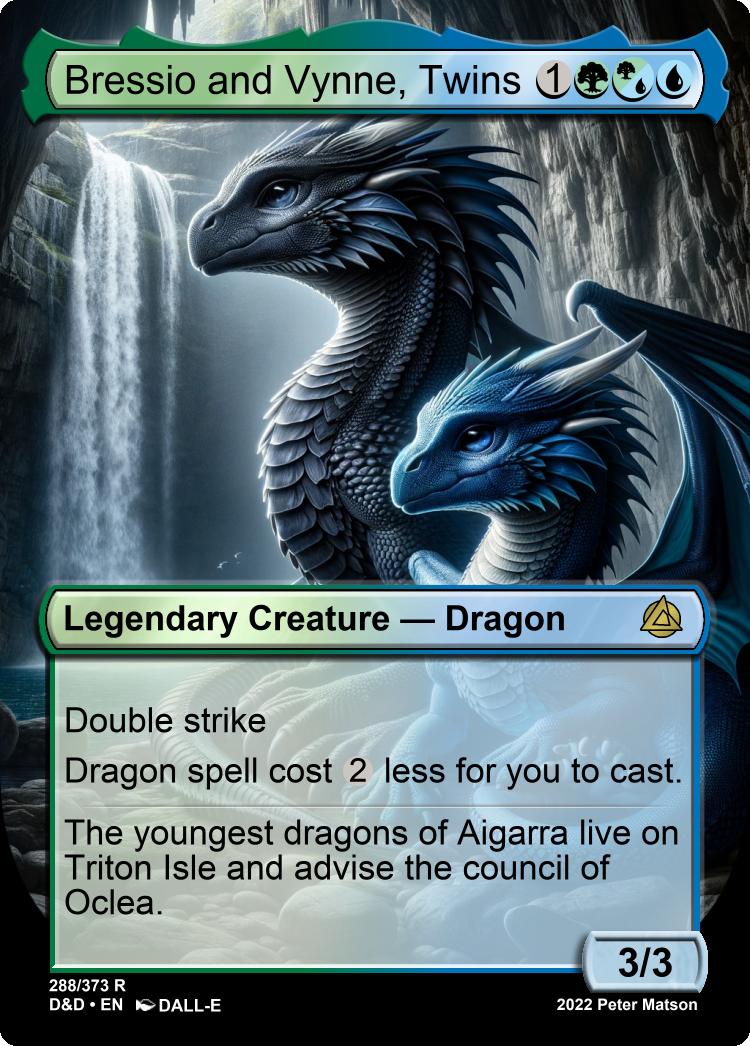 Bressio and Vynne, Twins 1
Legendary Creature — Dragon
Double strike
Dragon spell cost 2 less for you to cast.
The youngest dragons of Aigarra live on
Triton Isle and advise the council of
Oclea.
3/3
288/373 R
D&D • EN DALL-E
2022 Peter Matson